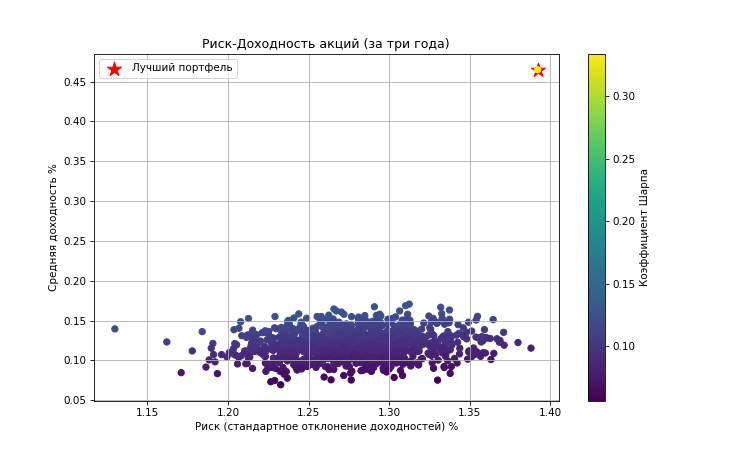 Риск-Доходность акций (за три года)
Лучший портфель
Средняя доходность %
0.45
0.40
0.35
0.30
0.25
0.20
0.15
0.10
0.05
1.15 1.20 1.25 1.30 1.35 1.40
Риск (стандартное отклонение доходностей) %
0.30
0.25
0.20
0.15
0.10
Коэффициент Шарпа